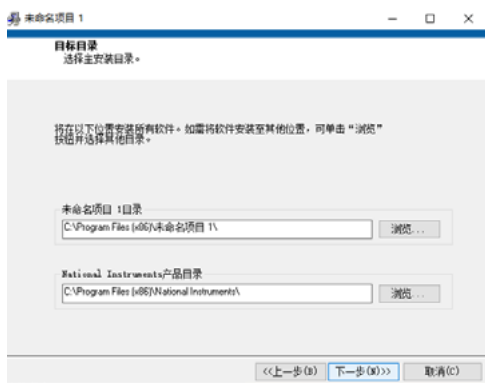 未命名项目 1
目标目录
选择主安装目录。
将在以下位置安装所有软件。如需将软件安装至其他位置，可单击“浏览”
按钮并选择其他目录。
未命名项目 1目录
C:\Program Files (x86)\未命名项目 1\
浏览...
National Instruments产品目录
C:\Program Files (x86)\National Instruments\
浏览...
<<上一步(B) 下一步(N)>> 取消(C)